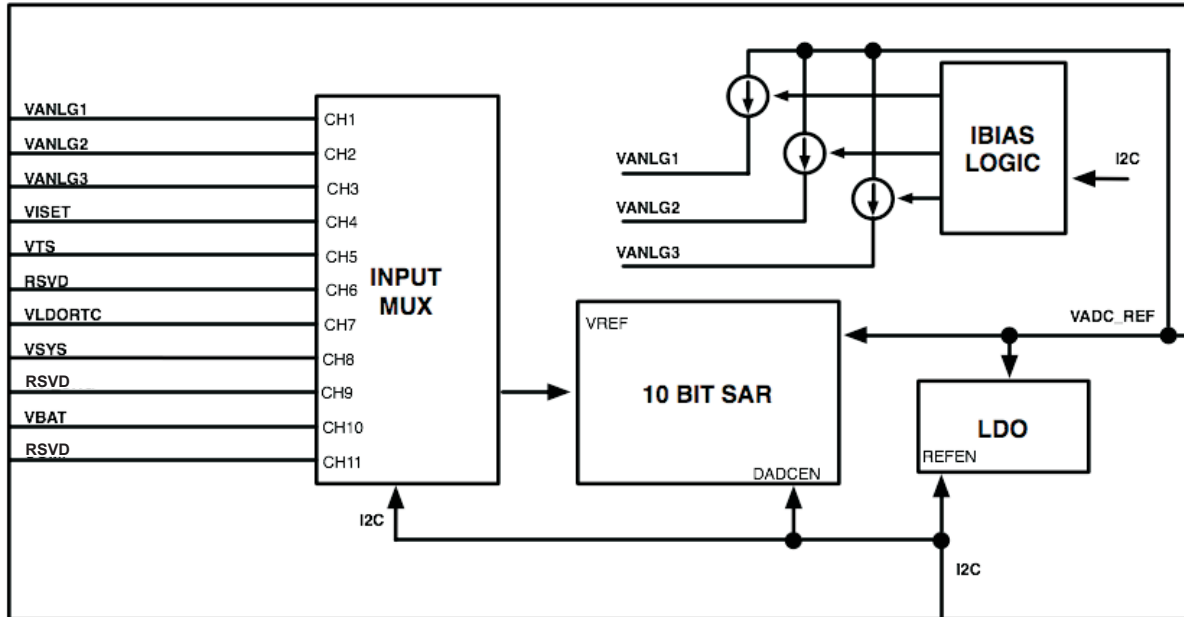 VANLG1
VANLG2
VANLG3
VISET
VTS
RSVD
VLDORTC
VSYS
RSVD
VBAT
RSVD
CH1
CH2
CH3
CH4
CH5
CH6
CH7
CH8
CH9
CH10
CH11
INPUT
MUX
I2C
VANLG1
VANLG2
VANLG3
IBIAS
LOGIC
I2C
VREF
10 BIT SAR
DADCEN
VADC_REF
LDO
REFEN
I2C